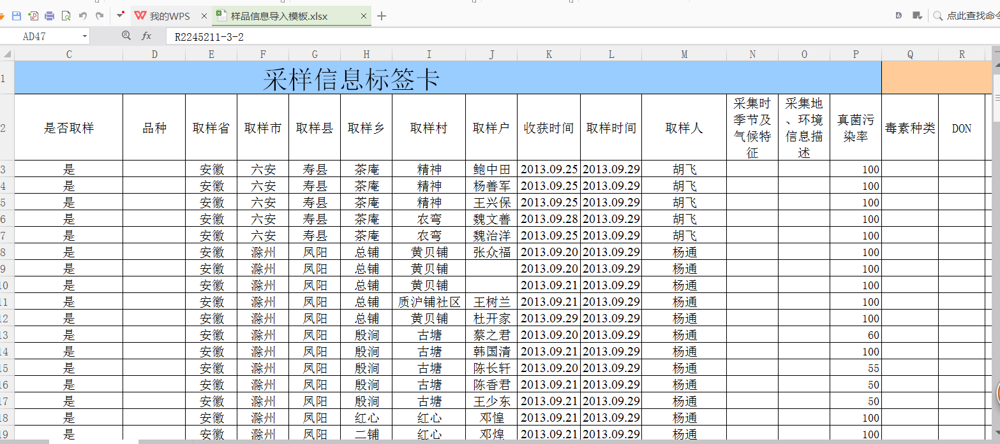 我的WPS 样品信息导入模板.xlsx 点此查找命令
AD47 fx R2245211-3-2
C D E F G H I J K L M N O P Q R
1 采样信息标签卡
2 是否取样 品种 取样省 取样市 取样县 取样乡 取样村 取样户 收获时间 取样时间 取样人 采集时季节及气候特征 采集地、环境信息描述 真菌污染率 毒素种类 DON
3 是 安徽 六安 寿县 茶庵 精神 鲍中田 2013.09.25 2013.09.29 胡飞 100
4 是 安徽 六安 寿县 茶庵 精神 杨善军 2013.09.25 2013.09.29 胡飞 100
5 是 安徽 六安 寿县 茶庵 精神 王兴保 2013.09.25 2013.09.29 胡飞 100
6 是 安徽 六安 寿县 茶庵 农弯 魏文善 2013.09.28 2013.09.29 胡飞 100
7 是 安徽 六安 寿县 茶庵 农弯 魏治洋 2013.09.25 2013.09.29 胡飞 100
8 是 安徽 滁州 凤阳 总铺 黄贝铺 张众福 2013.09.20 2013.09.29 杨通 100
9 是 安徽 滁州 凤阳 总铺 黄贝铺 2013.09.20 2013.09.29 杨通 100
10 是 安徽 滁州 凤阳 总铺 黄贝铺 2013.09.21 2013.09.29 杨通 100
11 是 安徽 滁州 凤阳 总铺 质沪铺社区 王树兰 2013.09.21 2013.09.29 杨通 100
12 是 安徽 滁州 凤阳 总铺 黄贝铺 杜开家 2013.09.29 2013.09.29 杨通 100
13 是 安徽 滁州 凤阳 殷涧 古塘 蔡之君 2013.09.20 2013.09.29 杨通 60
14 是 安徽 滁州 凤阳 殷涧 古塘 韩国清 2013.09.21 2013.09.29 杨通 100
15 是 安徽 滁州 凤阳 殷涧 古塘 陈长轩 2013.09.20 2013.09.29 杨通 55
16 是 安徽 滁州 凤阳 殷涧 古塘 陈香君 2013.09.21 2013.09.29 杨通 50
17 是 安徽 滁州 凤阳 殷涧 古塘 王少东 2013.09.21 2013.09.29 杨通 50
18 是 安徽 滁州 凤阳 红心 红心 邓惶 2013.09.21 2013.09.29 杨通 100
19 是 安徽 滁州 凤阳 二铺 红心 邓煌 2013.09.21 2013.09.29 杨通 100